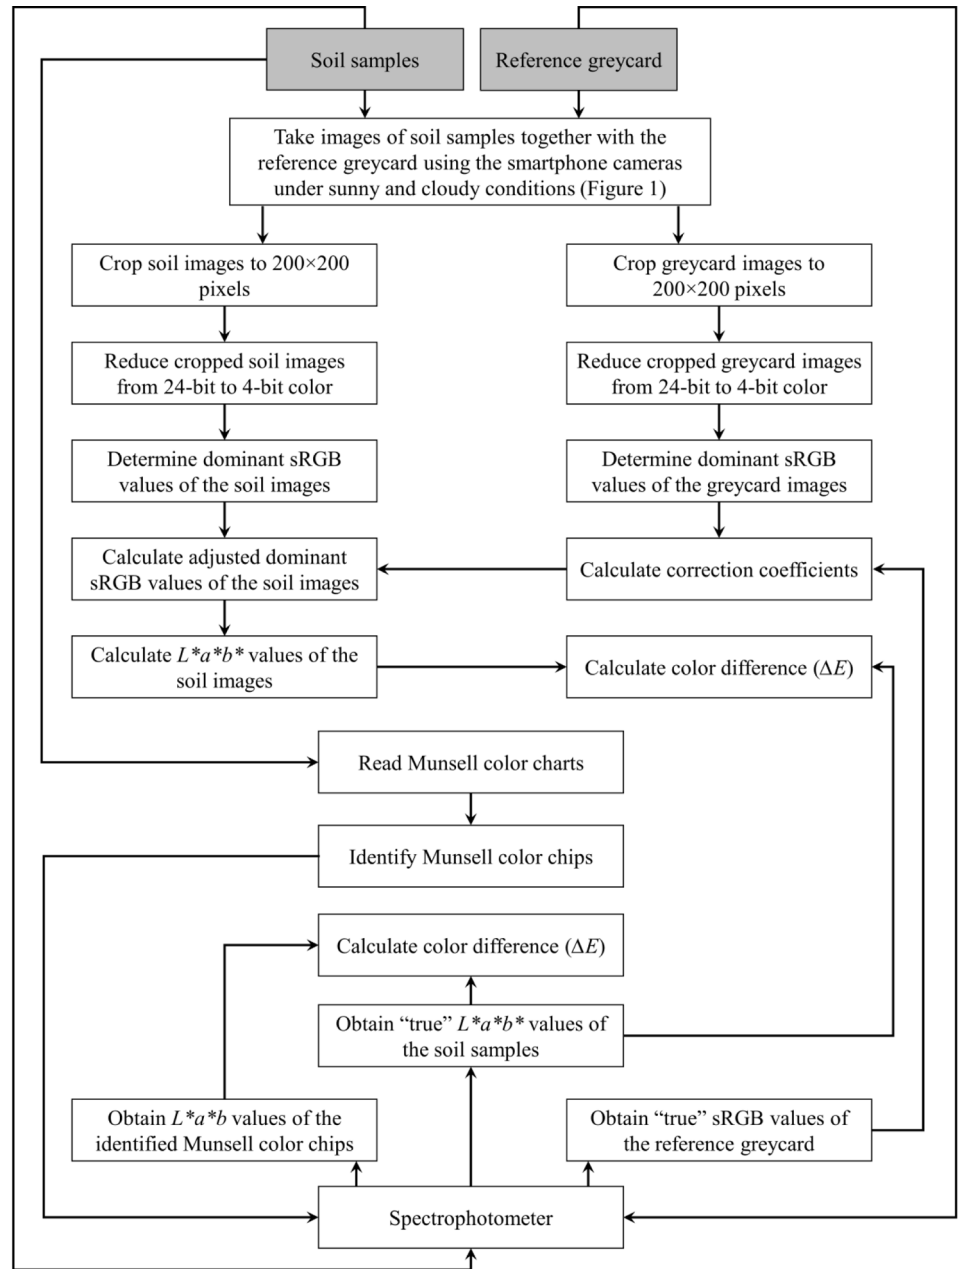 Soil samples
Reference greycard
Take images of soil samples together with the
reference greycard using the smartphone cameras
under sunny and cloudy conditions (Figure 1)
Crop soil images to 200×200
pixels
Crop greycard images to
200×200 pixels
Reduce cropped soil images
from 24-bit to 4-bit color
Reduce cropped greycard images
from 24-bit to 4-bit color
Determine dominant sRGB
values of the soil images
Determine dominant sRGB
values of the greycard images
Calculate adjusted dominant
sRGB values of the soil images
Calculate correction coefficients
Calculate L*a*b* values of the
soil images
Calculate color difference (ΔE)
Read Munsell color charts
Identify Munsell color chips
Calculate color difference (ΔE)
Obtain “true” L*a*b* values of
the soil samples
Obtain L*a*b values of the
identified Munsell color chips
Obtain “true” sRGB values of
the reference greycard
Spectrophotometer